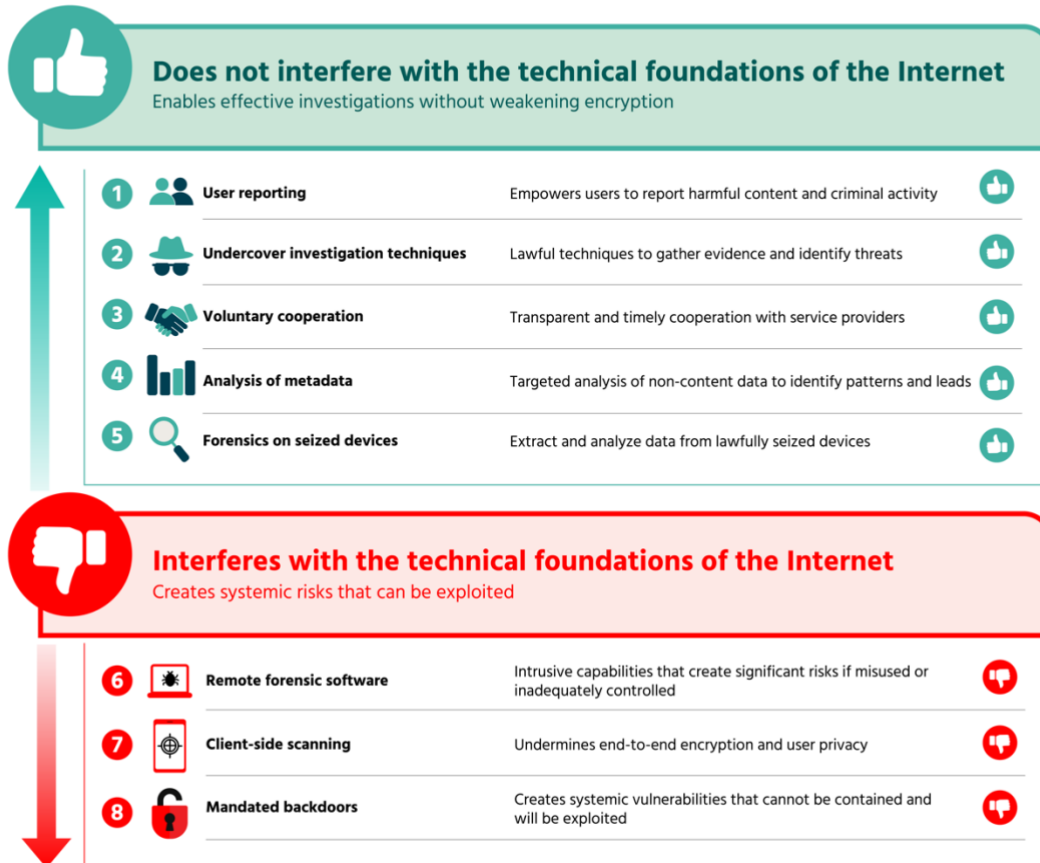 Does not interfere with the technical foundations of the Internet
Enables effective investigations without weakening encryption
1 User reporting Empowers users to report harmful content and criminal activity
2 Undercover investigation techniques Lawful techniques to gather evidence and identify threats
3 Voluntary cooperation Transparent and timely cooperation with service providers
4 Analysis of metadata Targeted analysis of non-content data to identify patterns and leads
5 Forensics on seized devices Extract and analyze data from lawfully seized devices
Interferes with the technical foundations of the Internet
Creates systemic risks that can be exploited
6 Remote forensic software Intrusive capabilities that create significant risks if misused or
inadequately controlled
7 Client-side scanning Undermines end-to-end encryption and user privacy
8 Mandated backdoors Creates systemic vulnerabilities that cannot be contained and
will be exploited